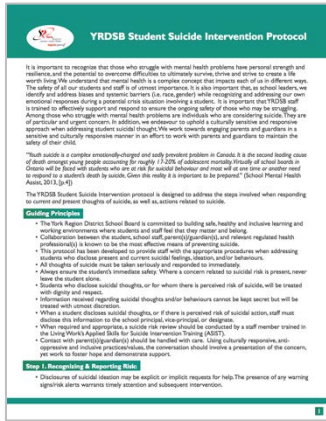 YRDSB Student Suicide Intervention Protocol
It is important to recognize that those who struggle with mental health problems have personal strength and
resilience, and the potential to overcome difficulties to ultimately survive, thrive and strive to create a life
worth living. We understand that mental health is a complex concept that impacts each of us in different ways.
The safety of all our students and staff is of utmost importance. It is also important that, as school leaders, we
identify and address biases and systemic barriers (i.e. race, gender) while recognizing and addressing our own
emotional responses during a potential crisis situation involving a student. It is important that YRDSB staff
is trained to effectively support and respond to ensure the ongoing safety of those who may be struggling.
Among those who struggle with mental health problems are individuals who are considering suicide. They are
of particular and urgent concern. In addition, we endeavour to uphold a culturally sensitive and responsive
approach when addressing student suicidal thought. We work towards engaging parents and guardians in a
sensitive and culturally responsive manner in an effort to work with parents and guardians to maintain the
safety of their child.
"Youth suicide is a complex emotionally-charged and sadly prevalent problem in Canada. It is the second leading cause
of death amongst young people accounting for roughly 17-20% of adolescent mortality. Virtually all school boards in
Ontario will be faced with students who are at risk for suicidal behaviour and most will at one time or another need
to respond to a student's death by suicide. Given this reality it is important to be prepared." (School Mental Health
Assist, 2013, [p.4])
The YRDSB Student Suicide Intervention protocol is designed to address the steps involved when responding
to current and present thoughts of suicide, as well as, actions related to suicide.
Guiding Principles
• The York Region District School Board is committed to building safe, healthy and inclusive learning and
working environments where students and staff feel that they matter and belong.
• Collaboration between the student, school staff, parent(s)/guardian(s), and relevant regulated health
professional(s) is known to be the most effective means of preventing suicide.
• This protocol has been developed to provide staff with the appropriate procedures when addressing
students who disclose present and current suicidal feelings, ideation, and/or behaviours.
• All thoughts of suicide must be taken seriously and responded to immediately.
• Always ensure the student's immediate safety. Where a concern related to suicidal risk is present, never
leave the student alone.
• Students who disclose suicidal thoughts, or for whom there is perceived risk of suicide, will be treated
with dignity and respect.
• Information received regarding suicidal thoughts and/or behaviours cannot be kept secret but will be
treated with utmost discretion.
• When a student discloses suicidal thoughts, or if there is perceived risk of suicidal action, staff must
disclose this information to the school principal, vice-principal, or designate.
• When required and appropriate, a suicide risk review should be conducted by a staff member trained in
the Living Work's Applied Skills for Suicide Intervention Training (ASIST).
• Contact with parent(s)/guardian(s) should be handled with care. Using culturally responsive, anti-
oppressive and inclusive practices/values, the conversation should involve a presentation of the concern,
yet work to foster hope and demonstrate support.
Step 1. Recognizing & Reporting Risk:
• Disclosures of suicidal ideation may be explicit or implicit requests for help. The presence of any warning
signs/risk alerts warrants timely attention and subsequent intervention.
1